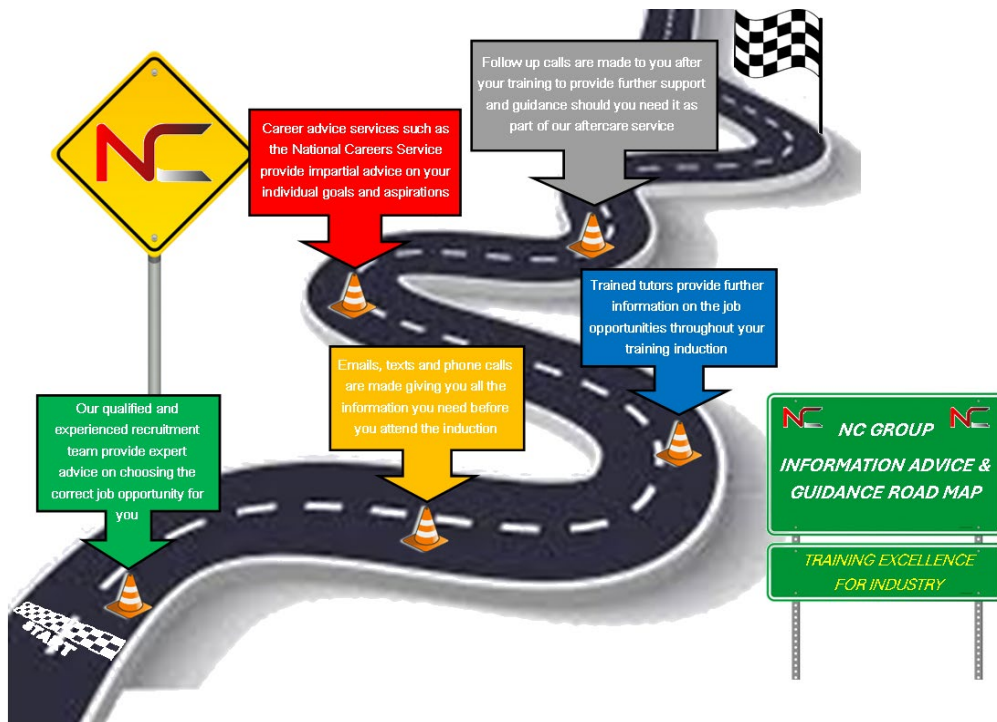 Follow up calls are made to you after
your training to provide further support
and guidance should you need it as
part of our aftercare service
NC
Career advice services such as
the National Careers Service
provide impartial advice on your
individual goals and aspirations
Trained tutors provide further
information on the job
opportunities throughout your
training induction
Emails, texts and phone calls
are made giving you all the
information you need before
you attend the induction
Our qualified and
experienced recruitment
team provide expert
advice on choosing the
correct job opportunity for
you
START
NC NC
NC GROUP
INFORMATION ADVICE &
GUIDANCE ROAD MAP
TRAINING EXCELLENCE
FOR INDUSTRY